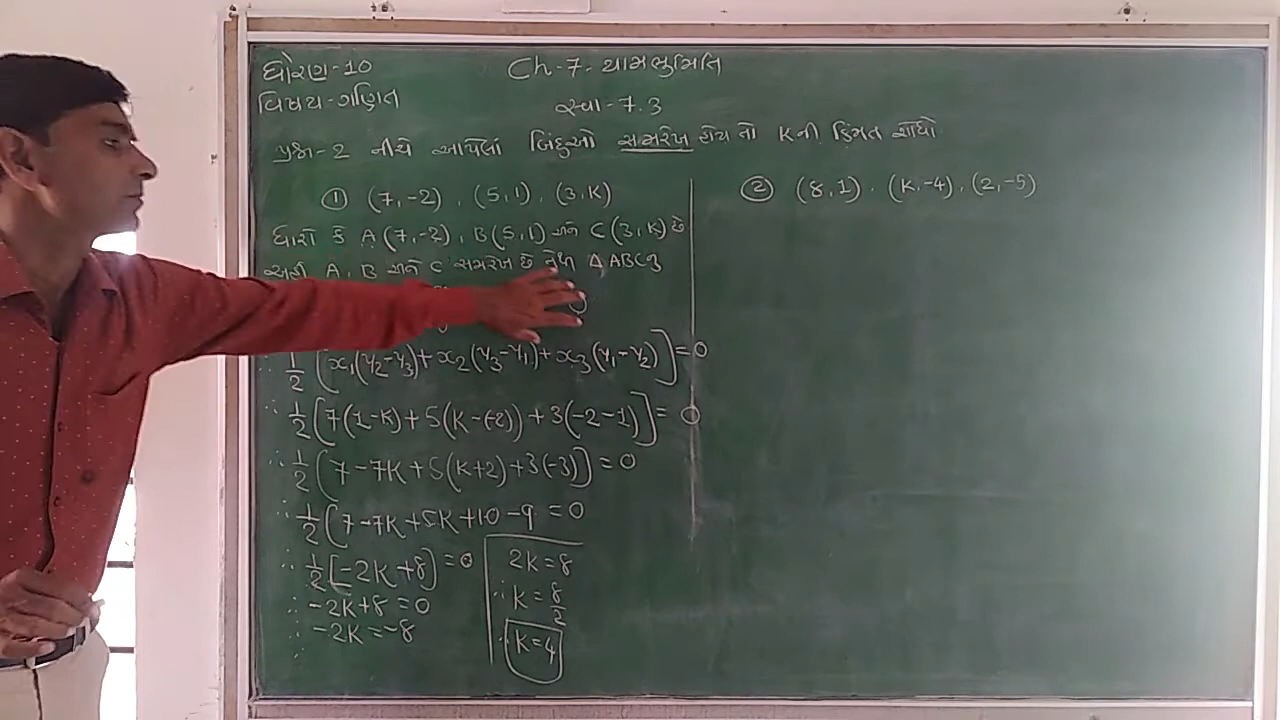 ધોરણ-10
Ch-7-યામભુમિતિ
વિષય-ગણિત
સ્વા-7.3
પ્રશ્ન-2 નીચે આપેલાં બિંદુઓ સમરેખ હોય તો Kની કિંમત શોધો
① (7,-2) , (5,1) , (3,K)
ધારો કે A(7,-2) , B(5,1) અને C(3,K) છે
અહીં A, B અને C સમરેખ છે તેથી ΔABCનુ
0
∴ 1/2 [x₁(y₂-y₃)+x₂(y₃-y₁)+x₃(y₁-y₂)]=0
∴ 1/2 [7(1-K)+5(K-(-2))+3(-2-1)]=0
∴ 1/2 (7-7K+5(K+2)+3(-3)]=0
∴ 1/2 (7-7K+5K+10-9 =0
∴ 1/2 [-2K+8]=0
∴ -2K+8=0
∴ -2K=-8
2K=8
∴ K=8/2
∴ K=4
② (8,1) , (K,-4) , (2,-5)